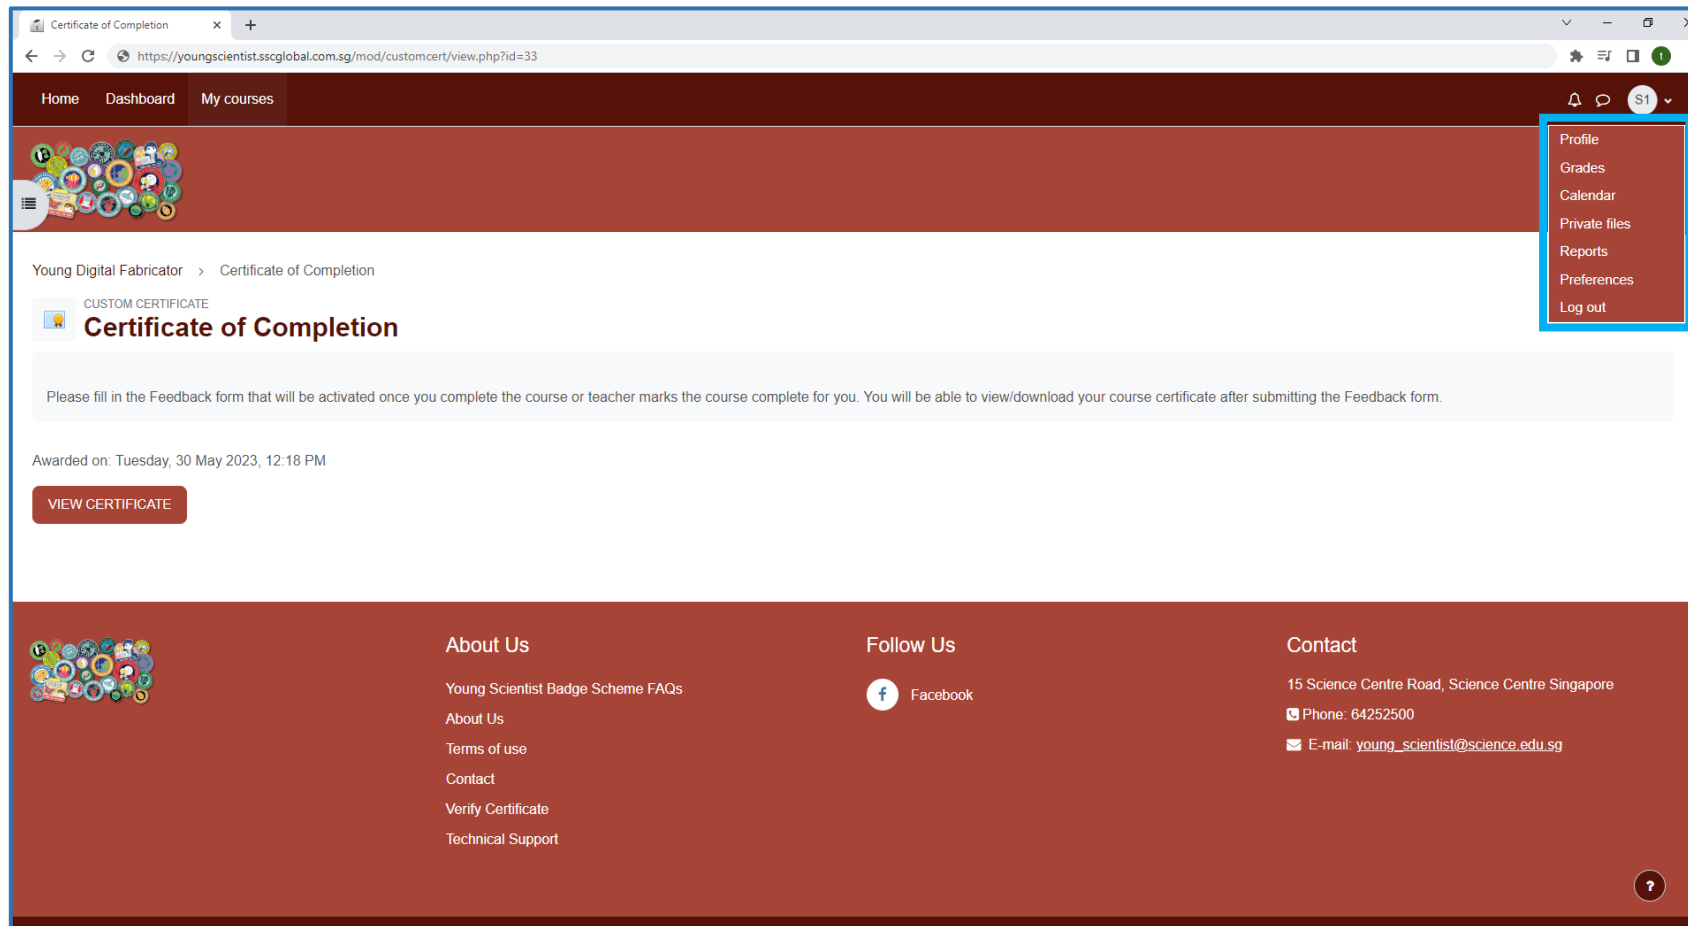 Certificate of Completion
https://youngscientist.sscglobal.com.sg/mod/customcert/view.php?id=33
t
Home Dashboard My courses
S1
Profile
Grades
Calendar
Private files
Reports
Preferences
Log out
Young Digital Fabricator > Certificate of Completion
CUSTOM CERTIFICATE
Certificate of Completion
Please fill in the Feedback form that will be activated once you complete the course or teacher marks the course complete for you. You will be able to view/download your course certificate after submitting the Feedback form.
Awarded on: Tuesday, 30 May 2023, 12:18 PM
VIEW CERTIFICATE
About Us
Young Scientist Badge Scheme FAQs
About Us
Terms of use
Contact
Verify Certificate
Technical Support
Follow Us
Facebook
Contact
15 Science Centre Road, Science Centre Singapore
Phone: 64252500
E-mail: young_scientist@science.edu.sg
?